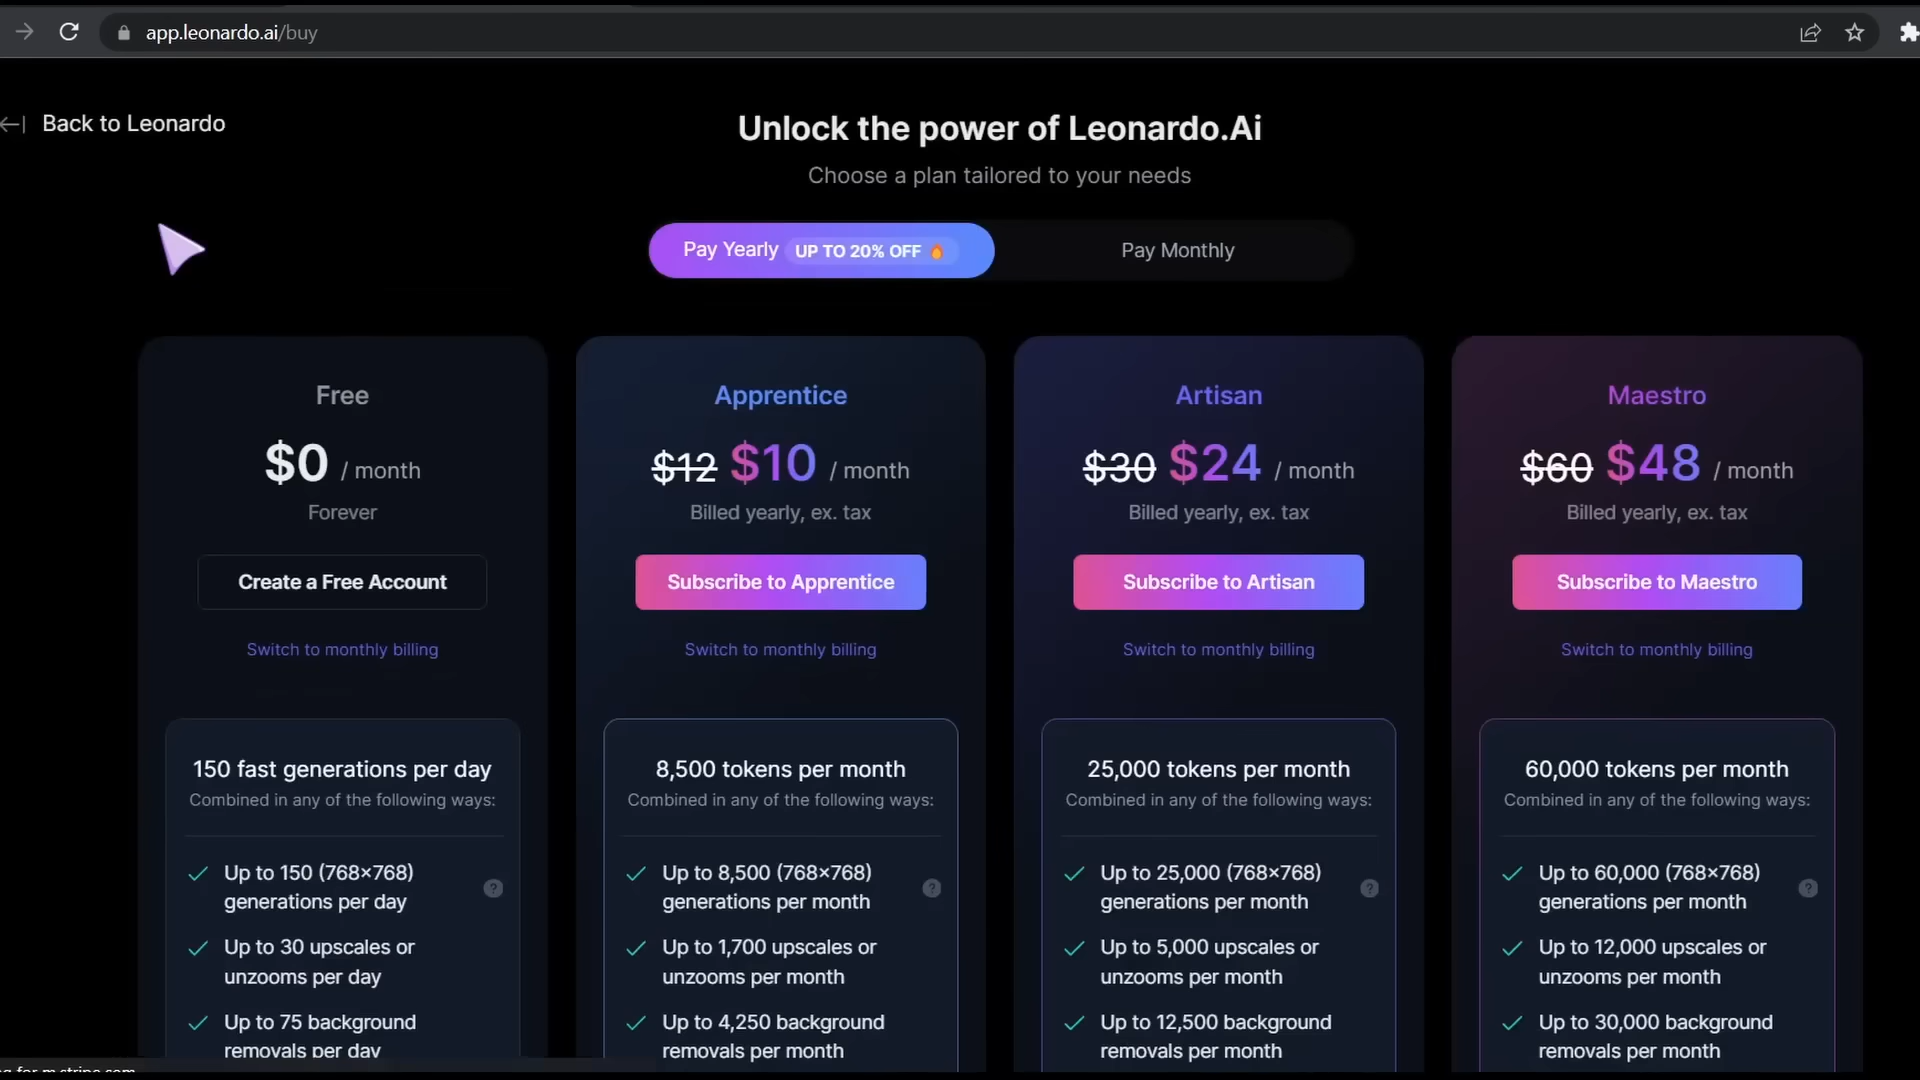 app.leonardo.ai/buy
Back to Leonardo
Unlock the power of Leonardo.Ai
Choose a plan tailored to your needs
Pay Yearly UP TO 20% OFF 🔥
Pay Monthly
Free
$0 / month
Forever
Create a Free Account
Switch to monthly billing
150 fast generations per day
Combined in any of the following ways:
Up to 150 (768×768)
generations per day
Up to 30 upscales or
unzooms per day
Up to 75 background
removals per day
Apprentice
$12 $10 / month
Billed yearly, ex. tax
Subscribe to Apprentice
Switch to monthly billing
8,500 tokens per month
Combined in any of the following ways:
Up to 8,500 (768×768)
generations per month
Up to 1,700 upscales or
unzooms per month
Up to 4,250 background
removals per month
Artisan
$30 $24 / month
Billed yearly, ex. tax
Subscribe to Artisan
Switch to monthly billing
25,000 tokens per month
Combined in any of the following ways:
Up to 25,000 (768×768)
generations per month
Up to 5,000 upscales or
unzooms per month
Up to 12,500 background
removals per month
Maestro
$60 $48 / month
Billed yearly, ex. tax
Subscribe to Maestro
Switch to monthly billing
60,000 tokens per month
Combined in any of the following ways:
Up to 60,000 (768×768)
generations per month
Up to 12,000 upscales or
unzooms per month
Up to 30,000 background
removals per month